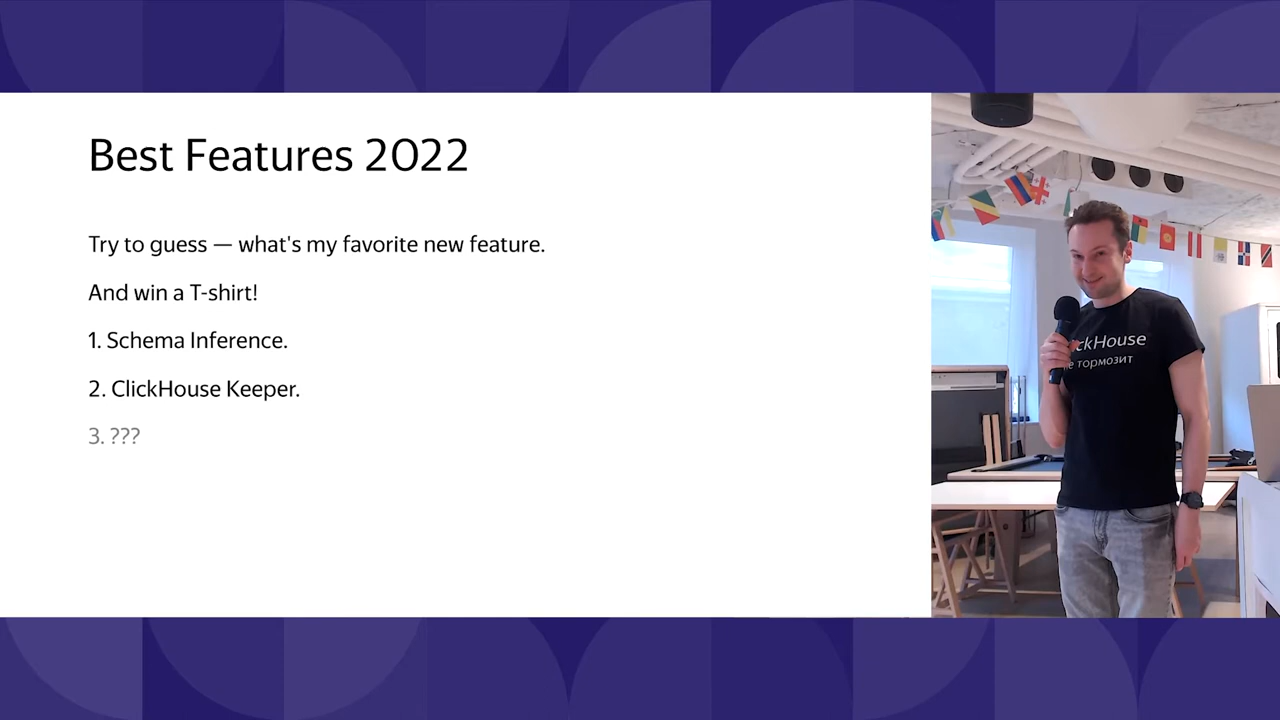 Best Features 2022
Try to guess — what's my favorite new feature.
And win a T-shirt!
1. Schema Inference.
2. ClickHouse Keeper.
3. ???
ckHouse
тормозит